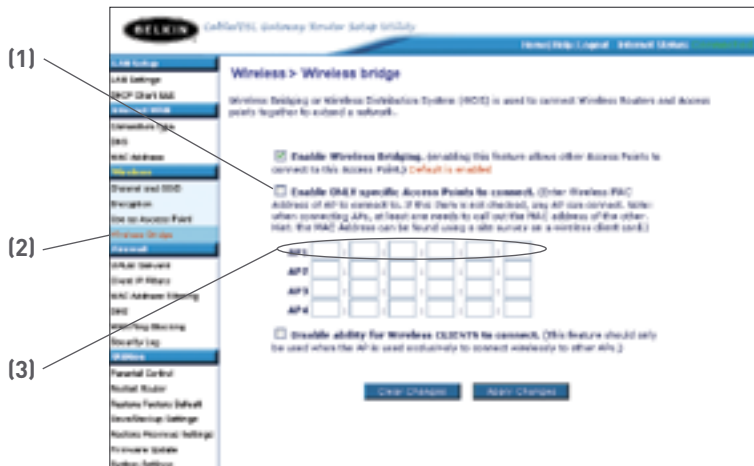 BELKIN Cable/DSL Gateway Router Setup Utility
Home|Help|Logout Internet Status:
(1)
(2)
(3)
LAN Setup
LAN Settings
DHCP Client List
Internet WAN
Connection Type
DNS
MAC Address
Wireless
Channel and SSID
Encryption
Use as Access Point
Wireless Bridge
Firewall
Virtual Servers
Client IP Filters
MAC Address Filtering
DMZ
WAN Ping Blocking
Security Log
Utilities
Parental Control
Restart Router
Restore Factory Default
Save/Backup Settings
Restore Previous Settings
Firmware Update
System Settings
Wireless > Wireless bridge
Wireless Bridging or Wireless Distribution System (WDS) is used to connect Wireless Routers and Access
points together to extend a network.
Enable Wireless Bridging. (enabling this feature allows other Access Points to
connect to this Access Point.) Default is enabled
Enable ONLY specific Access Points to connect. (Enter Wireless MAC
Address of AP to connect to. If this item is not checked, any AP can connect. Note:
when connecting APs, at least one needs to call out the MAC address of the other.
Hint: the MAC Address can be found using a site survey on a wireless client card.)
AP1 : : : : :
AP2 : : : : :
AP3 : : : : :
AP4 : : : : :
Disable ability for Wireless CLIENTS to connect. (This feature should only
be used when the AP is used exclusively to connect wirelessly to other APs.)
Clear Changes Apply Changes